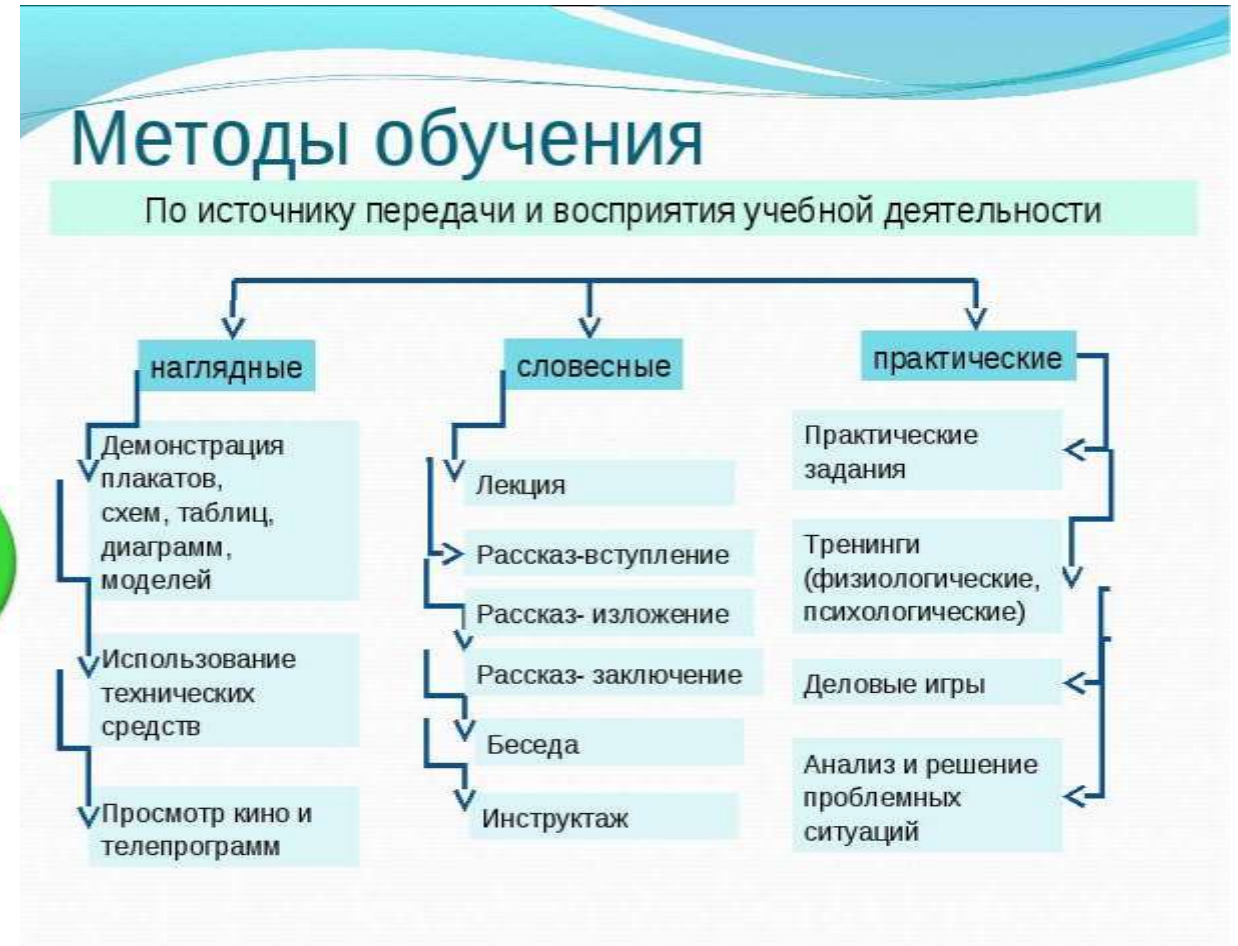 Методы обучения
По источнику передачи и восприятия учебной деятельности
наглядные
Демонстрация
плакатов,
схем, таблиц,
диаграмм,
моделей
Использование
технических
средств
Просмотр кино и
телепрограмм
словесные
Лекция
Рассказ-вступление
Рассказ- изложение
Рассказ- заключение
Беседа
Инструктаж
практические
Практические
задания
Тренинги
(физиологические,
психологические)
Деловые игры
Анализ и решение
проблемных
ситуаций